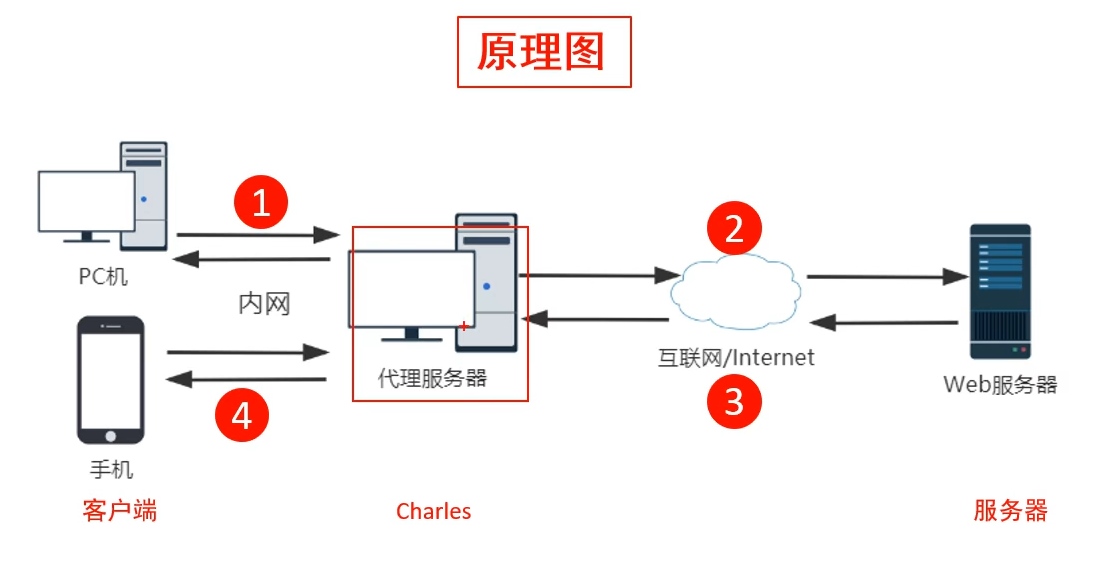 原理图
1
2
PC机
内网
代理服务器
互联网/Internet
Web服务器
3
4
手机
客户端
Charles
服务器